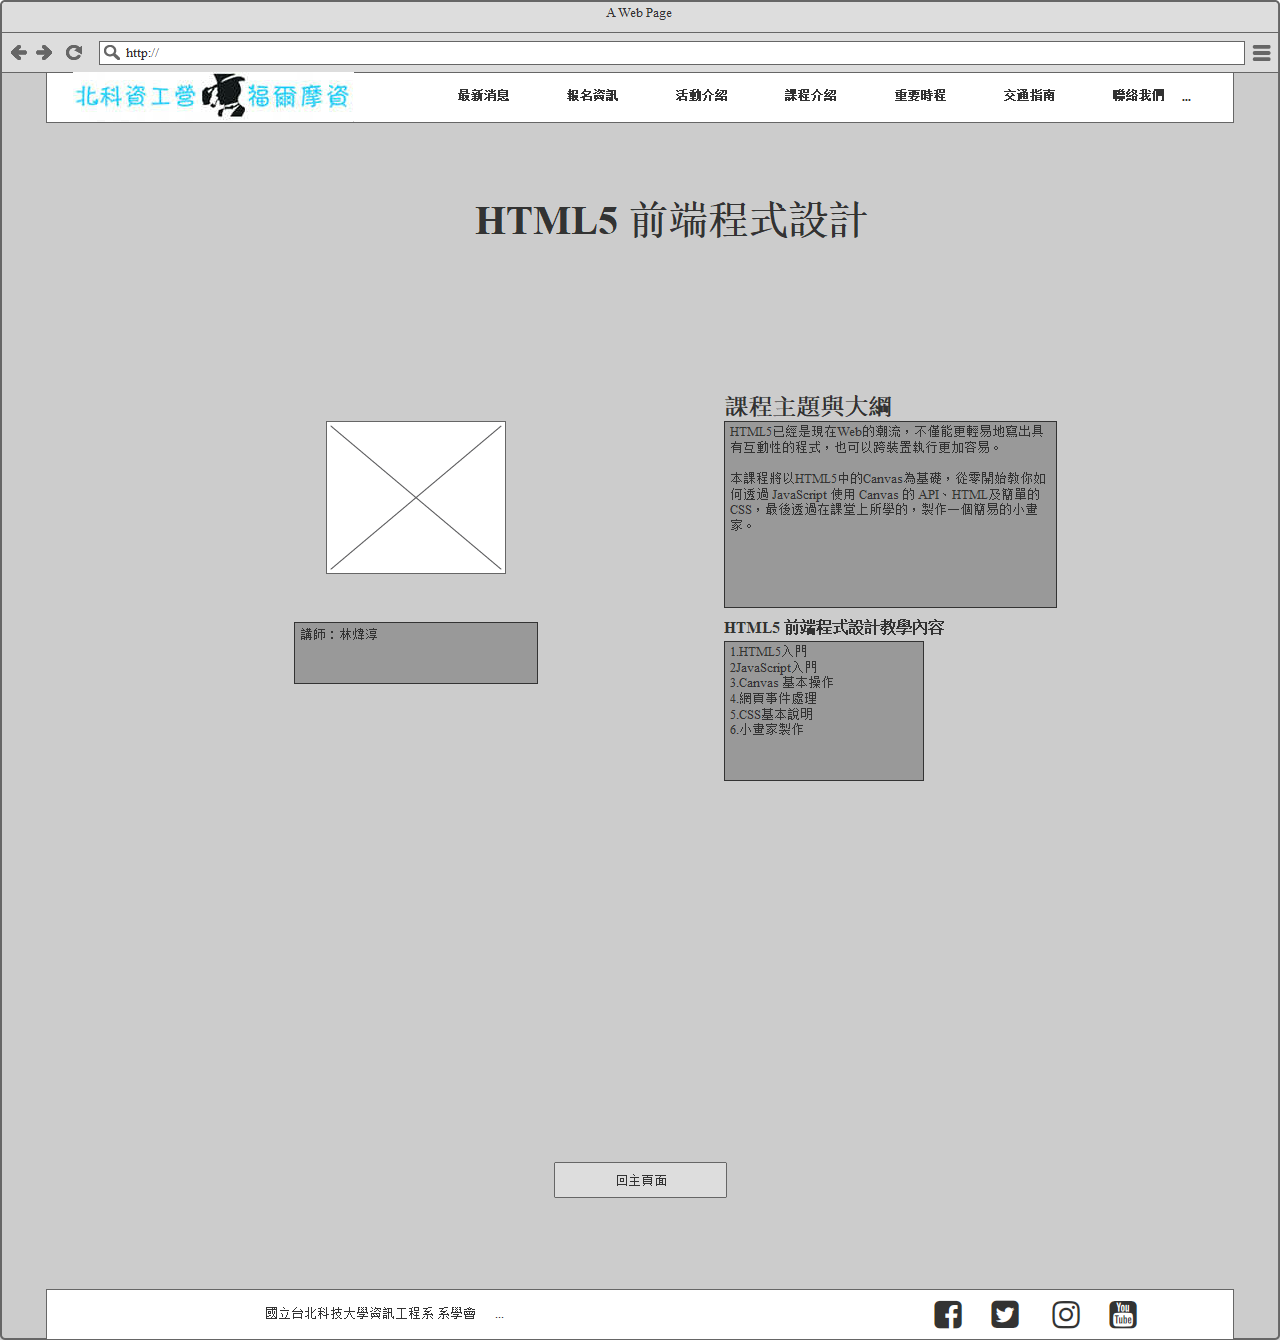 A Web Page
http://
北科資工營 福爾摩資
最新消息 報名資訊 活動介紹 課程介紹 重要時程 交通指南 聯絡我們 ...
HTML5 前端程式設計
課程主題與大綱
HTML5已經是現在Web的潮流，不僅能更輕易地寫出具
有互動性的程式，也可以跨裝置執行更加容易。
本課程將以HTML5中的Canvas為基礎，從零開始教你如
何透過 JavaScript 使用 Canvas 的 API、HTML及簡單的
CSS，最後透過在課堂上所學的，製作一個簡易的小畫
家。
講師：林煒淳
HTML5 前端程式設計教學內容
1.HTML5入門
2JavaScript入門
3.Canvas 基本操作
4.網頁事件處理
5.CSS基本說明
6.小畫家製作
回主頁面
國立台北科技大學資訊工程系 系學會 ...
You
Tube